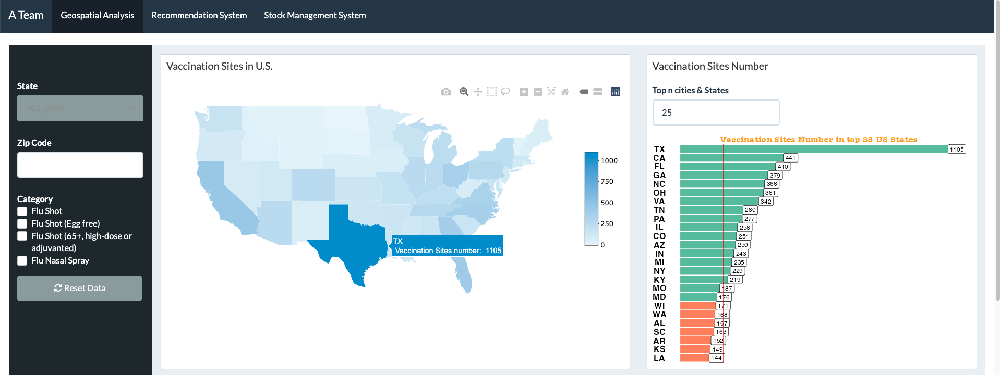 A Team
Geospatial Analysis
Recommendation System
Stock Management System
State
ALL_State
Zip Code
Category
Flu Shot
Flu Shot (Egg free)
Flu Shot (65+, high-dose or
adjuvanted)
Flu Nasal Spray
Reset Data
Vaccination Sites in U.S.
1000
750
500
250
0
TX
Vaccination Sites number: 1105
Vaccination Sites Number
Top n cities & States
25
Vaccination Sites Number in top 25 US States
TX 1105
CA 441
FL 410
GA 379
NC 366
OH 361
VA 342
TN 280
PA 277
IL 258
CO 254
AZ 250
IN 243
MI 235
NY 229
KY 219
MO 187
MD 176
WI 171
WA 168
AL 167
SC 163
AR 152
KS 149
LA 144